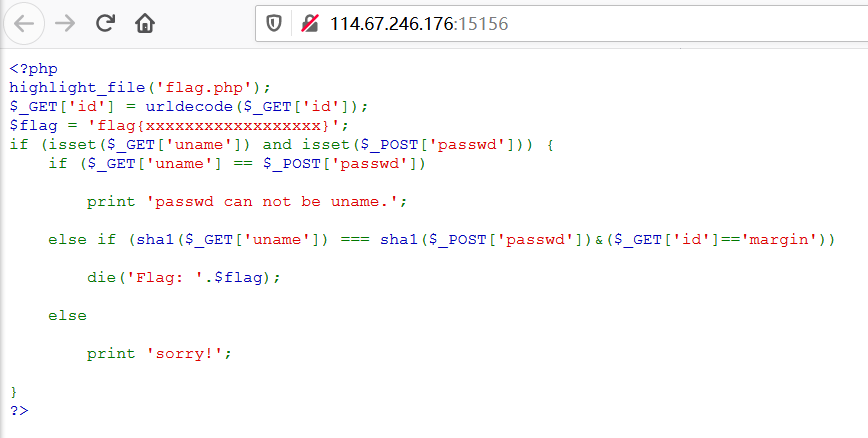 114.67.246.176:15156
<?php
highlight_file('flag.php');
$_GET['id'] = urldecode($_GET['id']);
$flag = 'flag{xxxxxxxxxxxxxxxxxx}';
if (isset($_GET['uname']) and isset($_POST['passwd'])) {
    if ($_GET['uname'] == $_POST['passwd'])
        print 'passwd can not be uname.';
    else if (sha1($_GET['uname']) === sha1($_POST['passwd'])&($_GET['id']=='margin'))
        die('Flag: '.$flag);
    else
        print 'sorry!';
}
?>